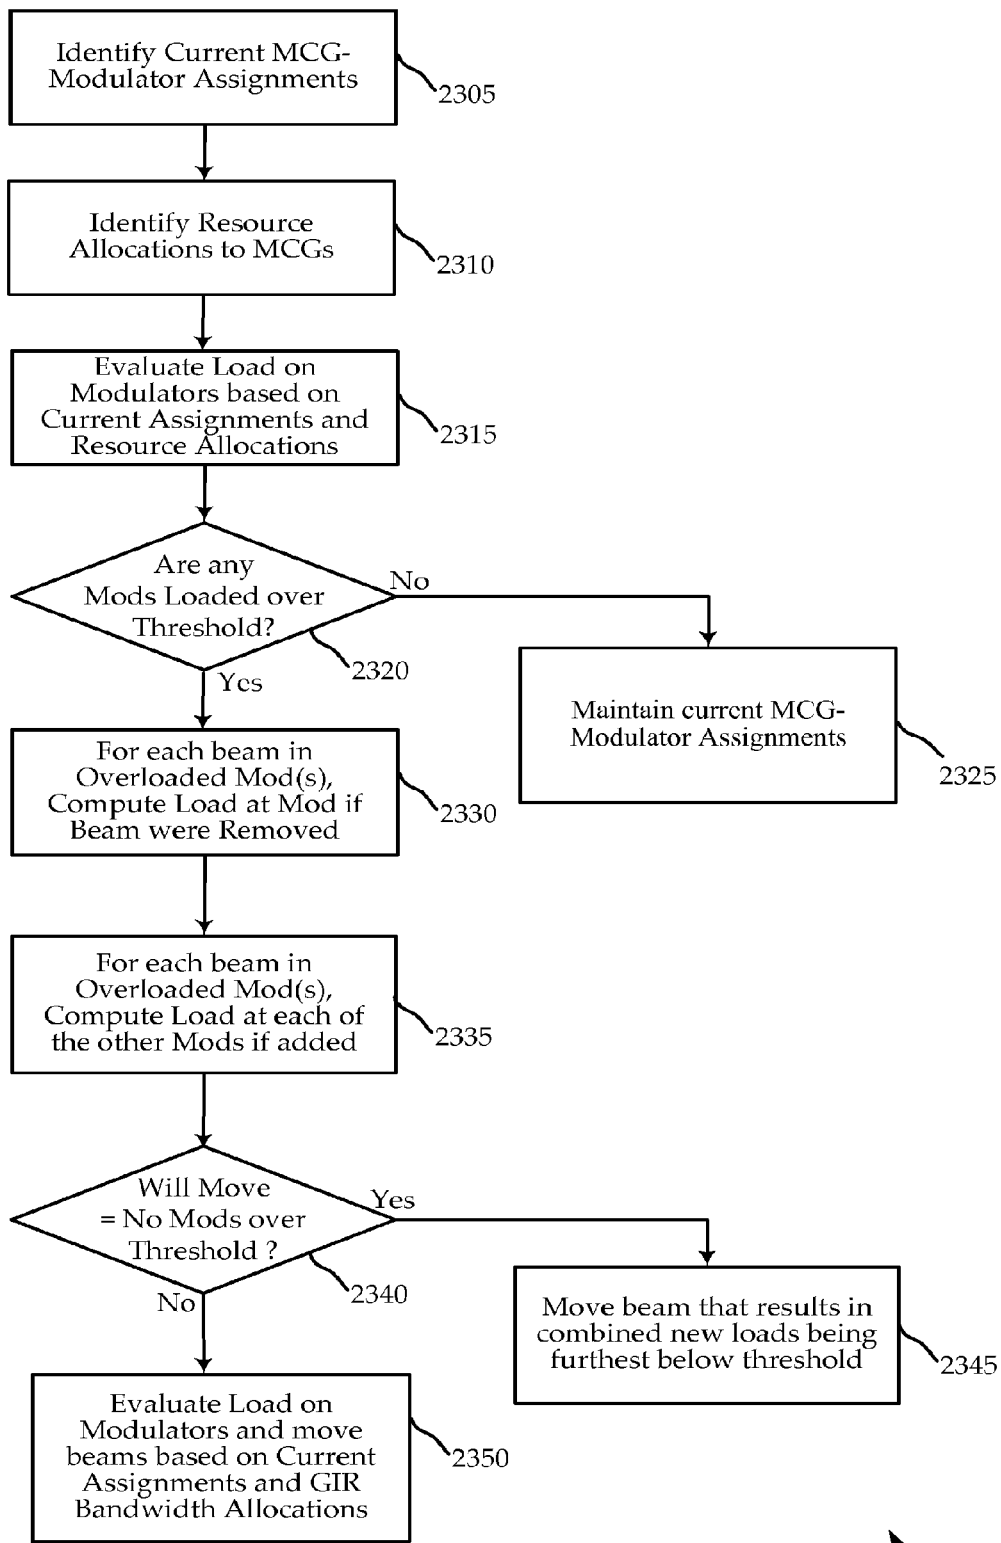 Identify Current MCG-
Modulator Assignments
2305
Identify Resource
Allocations to MCGs
2310
Evaluate Load on
Modulators based on
Current Assignments and
Resource Allocations
2315
Are any
Mods Loaded over
Threshold?
2320
No
Yes
Maintain current MCG-
Modulator Assignments
2325
For each beam in
Overloaded Mod(s),
Compute Load at Mod if
Beam were Removed
2330
For each beam in
Overloaded Mod(s),
Compute Load at each of
the other Mods if added
2335
Will Move
= No Mods over
Threshold ?
2340
Yes
No
Move beam that results in
combined new loads being
furthest below threshold
2345
Evaluate Load on
Modulators and move
beams based on Current
Assignments and GIR
Bandwidth Allocations
2350